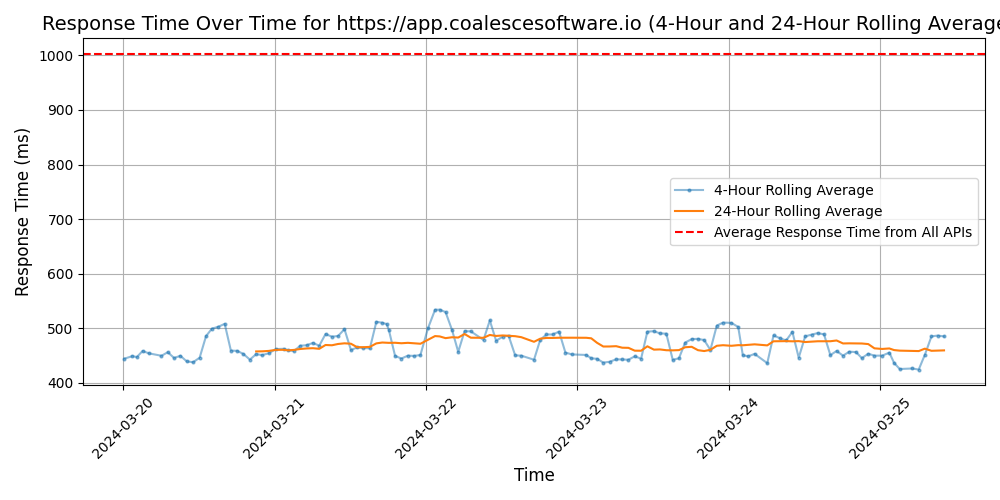 Response Time Over Time for https://app.coalescesoftware.io (4-Hour and 24-Hour Rolling Average
Response Time (ms)
1000
900
800
700
600
500
400
4-Hour Rolling Average
24-Hour Rolling Average
Average Response Time from All APIs
2024-03-20
2024-03-21
2024-03-22
2024-03-23
2024-03-24
2024-03-25
Time